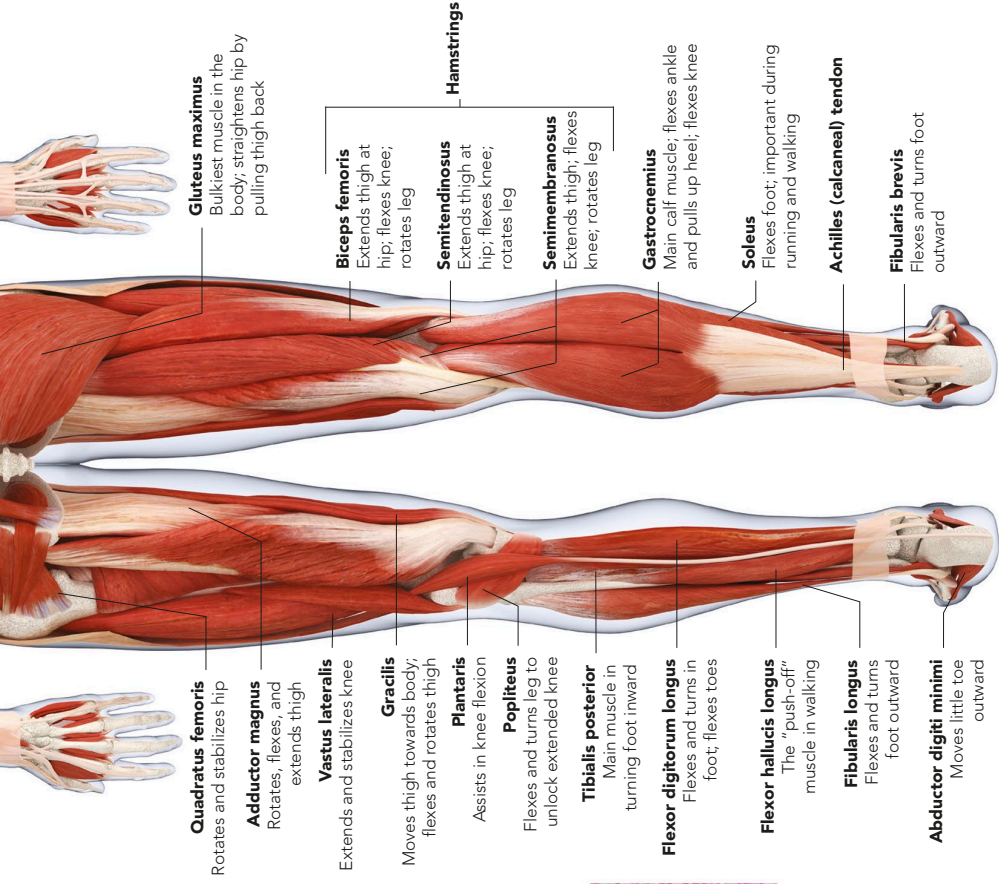 Quadratus femoris
Rotates and stabilizes hip
Adductor magnus
Rotates, flexes, and
extends thigh
Vastus lateralis
Extends and stabilizes knee
Gracilis
Moves thigh towards body;
flexes and rotates thigh
Plantaris
Assists in knee flexion
Popliteus
Flexes and turns leg to
unlock extended knee
Tibialis posterior
Main muscle in
turning foot inward
Flexor digitorum longus
Flexes and turns in
foot; flexes toes
Flexor hallucis longus
The “push-off”
muscle in walking
Fibularis longus
Flexes and turns
foot outward
Abductor digiti minimi
Moves little toe
outward
Gluteus maximus
Bulkiest muscle in the
body; straightens hip by
pulling thigh back
Hamstrings
Biceps femoris
Extends thigh at
hip; flexes knee;
rotates leg
Semitendinosus
Extends thigh at
hip; flexes knee;
rotates leg
Semimembranosus
Extends thigh; flexes
knee; rotates leg
Gastrocnemius
Main calf muscle; flexes ankle
and pulls up heel; flexes knee
Soleus
Flexes foot; important during
running and walking
Achilles (calcaneal) tendon
Fibularis brevis
Flexes and turns foot
outward